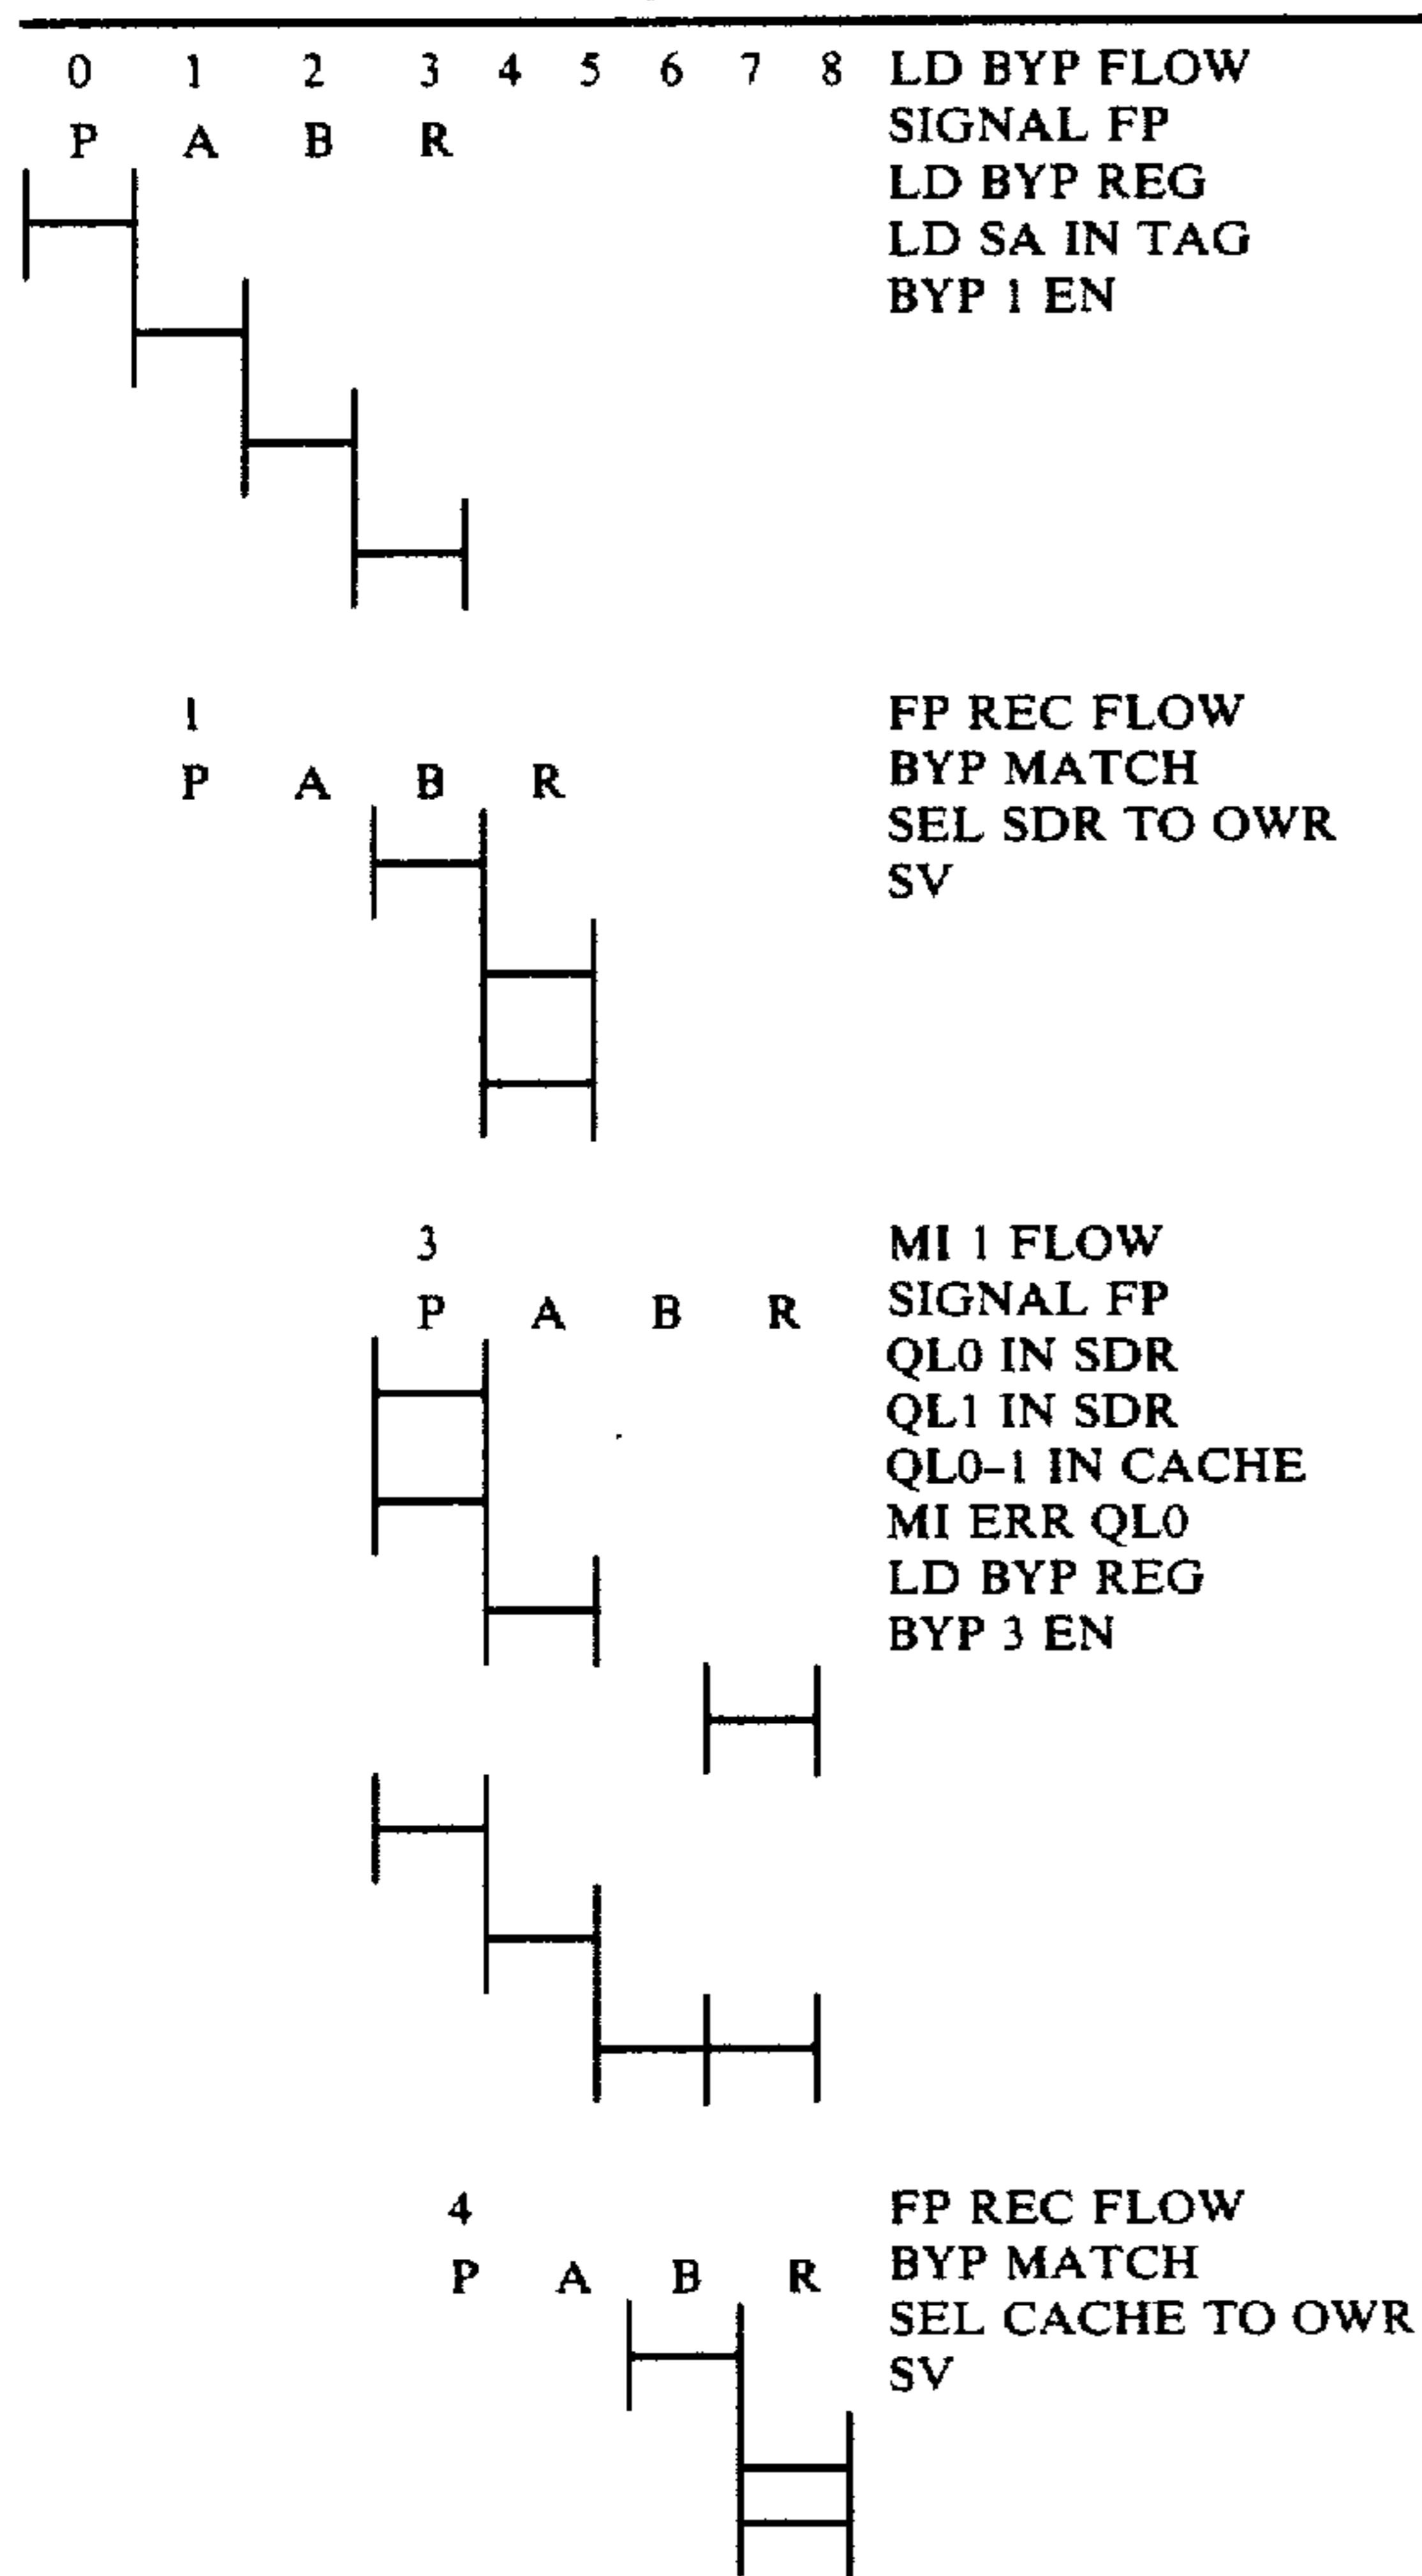 0 1 2 3 4 5 6 7 8 LD BYP FLOW
P A B R SIGNAL FP
LD BYP REG
LD SA IN TAG
BYP 1 EN
1 FP REC FLOW
P A B R BYP MATCH
SEL SDR TO OWR
SV
3 MI 1 FLOW
P A B R SIGNAL FP
QL0 IN SDR
QL1 IN SDR
QL0-1 IN CACHE
MI ERR QL0
LD BYP REG
BYP 3 EN
4 FP REC FLOW
P A B R BYP MATCH
SEL CACHE TO OWR
SV